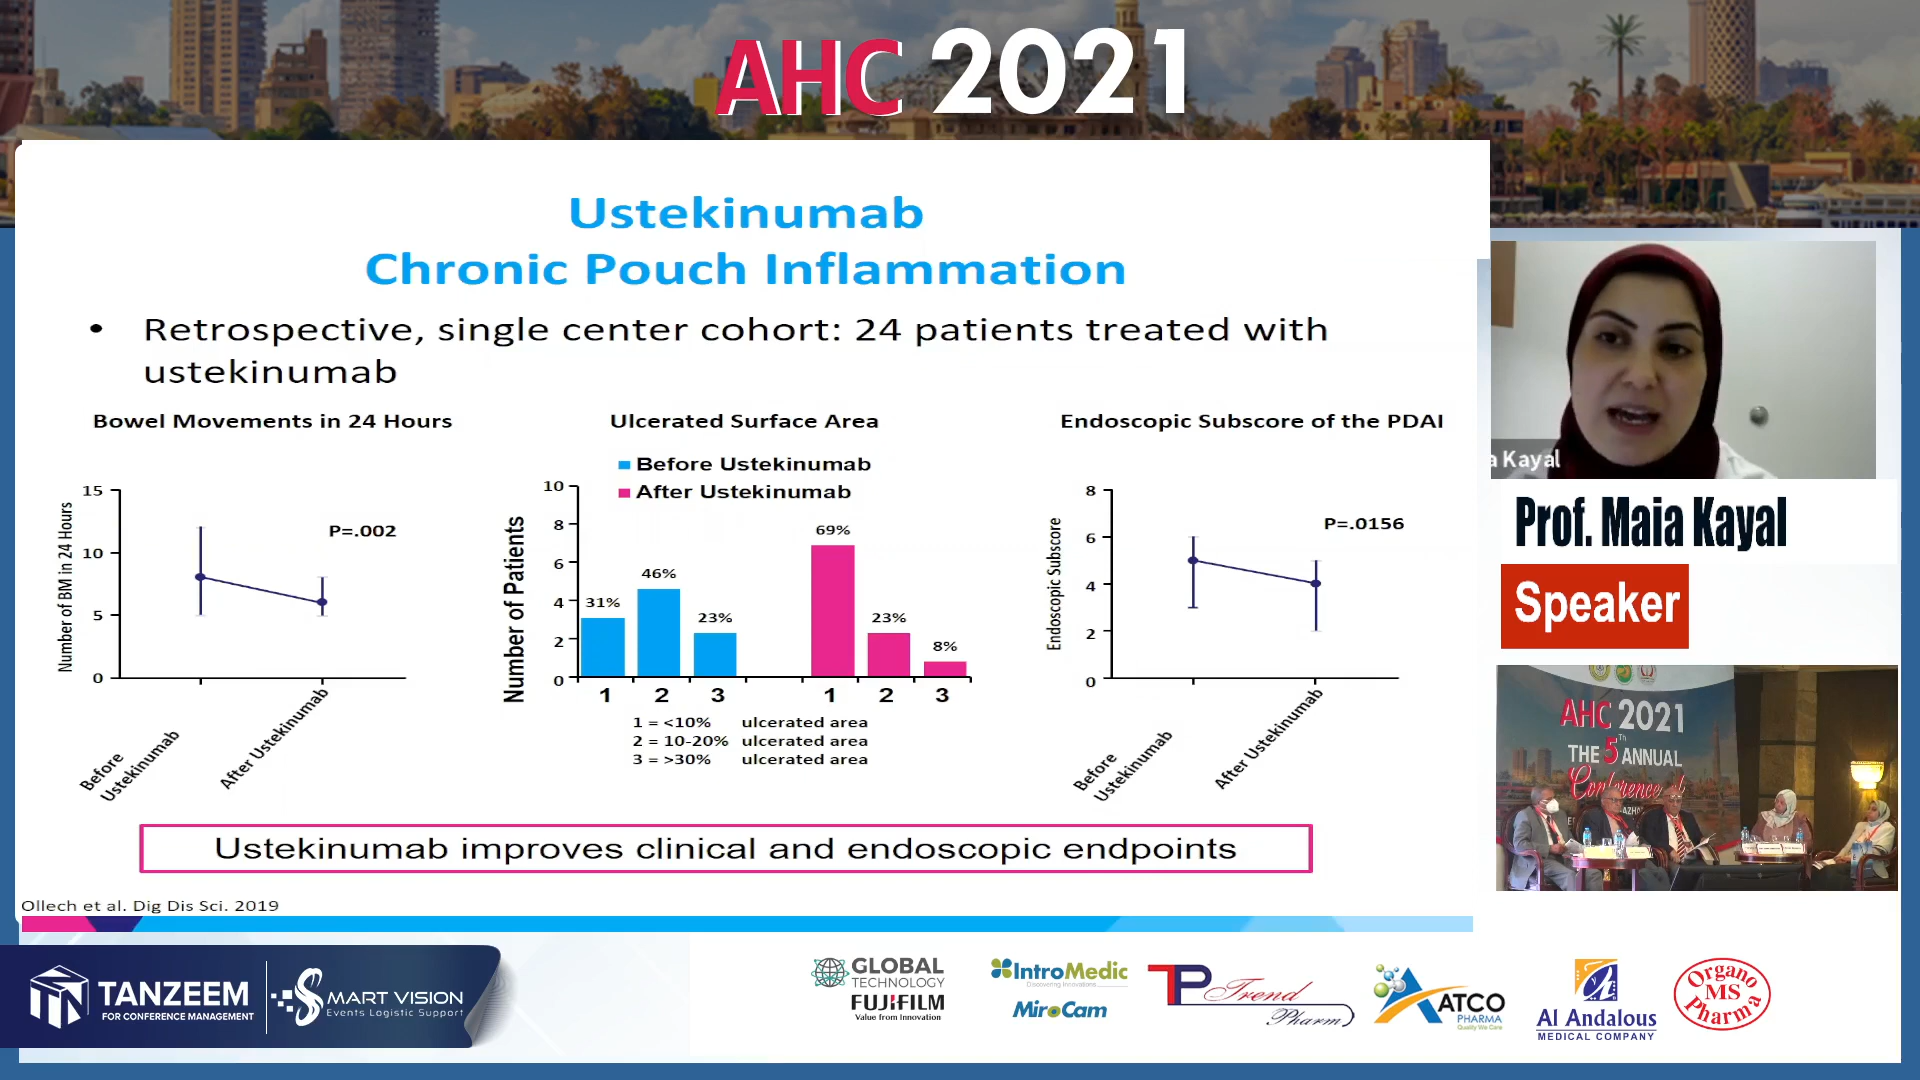 AHC 2021
Ustekinumab
Chronic Pouch Inflammation
• Retrospective, single center cohort: 24 patients treated with
ustekinumab
Bowel Movements in 24 Hours
Number of BM in 24 Hours
15
10
5
0
P=.002
Before
Ustekinumab
After Ustekinumab
Ulcerated Surface Area
Before Ustekinumab
After Ustekinumab
Number of Patients
10
8
6
4
2
0
31%
46%
23%
69%
23%
8%
1 2 3 1 2 3
1 = <10% ulcerated area
2 = 10-20% ulcerated area
3 = >30% ulcerated area
Endoscopic Subscore of the PDAI
Endoscopic Subscore
8
6
4
2
0
P=.0156
Before
Ustekinumab
After Ustekinumab
Ustekinumab improves clinical and endoscopic endpoints
Ollech et al. Dig Dis Sci. 2019
a Kayal
Prof. Maia Kayal
Speaker
AHC 2021
THE 5th ANNUAL
Conference of
TN TANZEEM
FOR CONFERENCE MANAGEMENT
SMART VISION
Events Logistic Support
GLOBAL
TECHNOLOGY
FUJIFILM
Value from Innovation
IntroMedic
Discovering Innovations
MiroCam
TP Trend
Pharm
ATCO
PHARMA
Quality We Care
Al Andalous
MEDICAL COMPANY
Organo
MS
Pharma